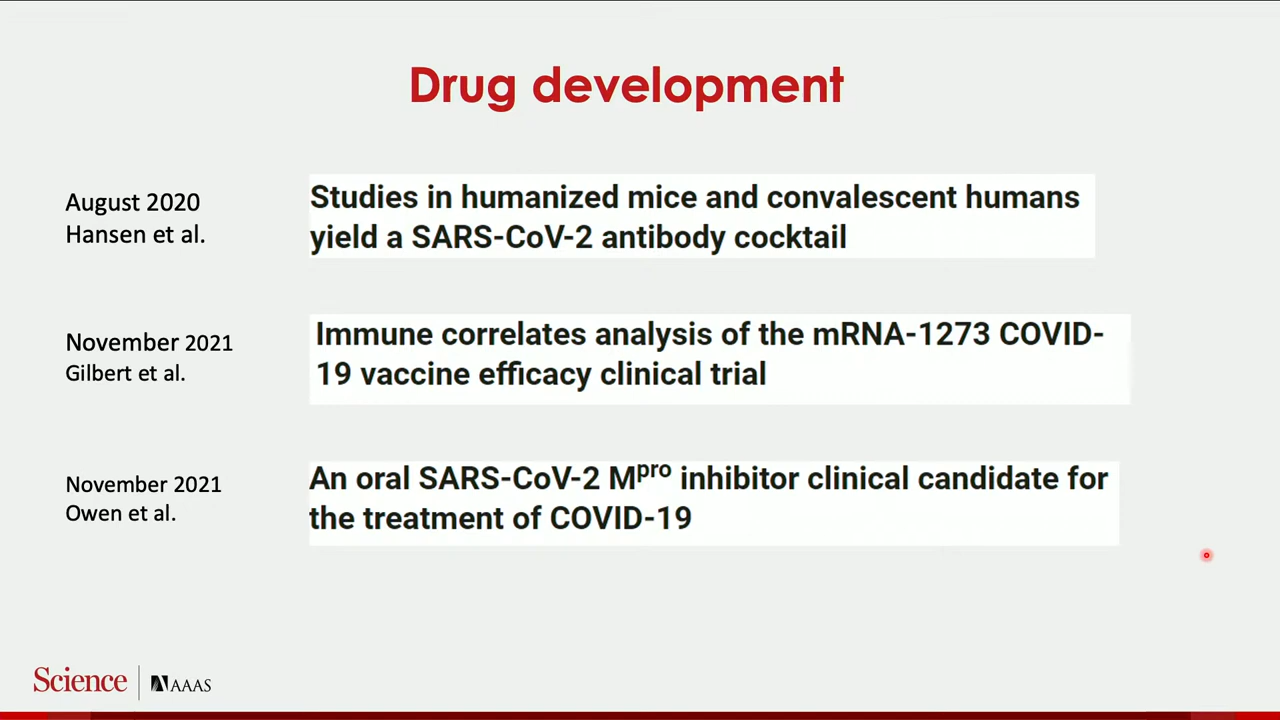 Drug development
August 2020
Hansen et al.
Studies in humanized mice and convalescent humans
yield a SARS-CoV-2 antibody cocktail
November 2021
Gilbert et al.
Immune correlates analysis of the mRNA-1273 COVID-
19 vaccine efficacy clinical trial
November 2021
Owen et al.
An oral SARS-CoV-2 Mᵖʳᵒ inhibitor clinical candidate for
the treatment of COVID-19
Science
AAAS